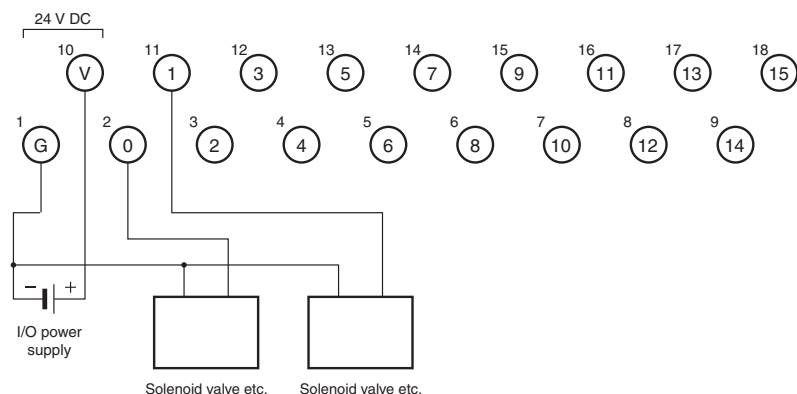 24 V DC
10 11 12 13 14 15 16 17 18
V 1 3 5 7 9 11 13 15
1 2 3 4 5 6 7 8 9
G 0 2 4 6 8 10 12 14
− +
I/O power
supply
Solenoid valve etc. Solenoid valve etc.